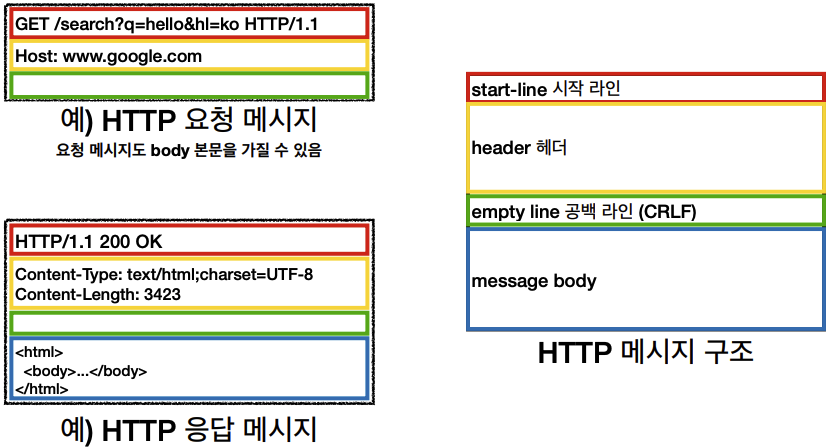 GET /search?q=hello&hl=ko HTTP/1.1
Host: www.google.com
예) HTTP 요청 메시지
요청 메시지도 body 본문을 가질 수 있음
HTTP/1.1 200 OK
Content-Type: text/html;charset=UTF-8
Content-Length: 3423
<html>
<body>...</body>
</html>
예) HTTP 응답 메시지
start-line 시작 라인
header 헤더
empty line 공백 라인 (CRLF)
message body
HTTP 메시지 구조